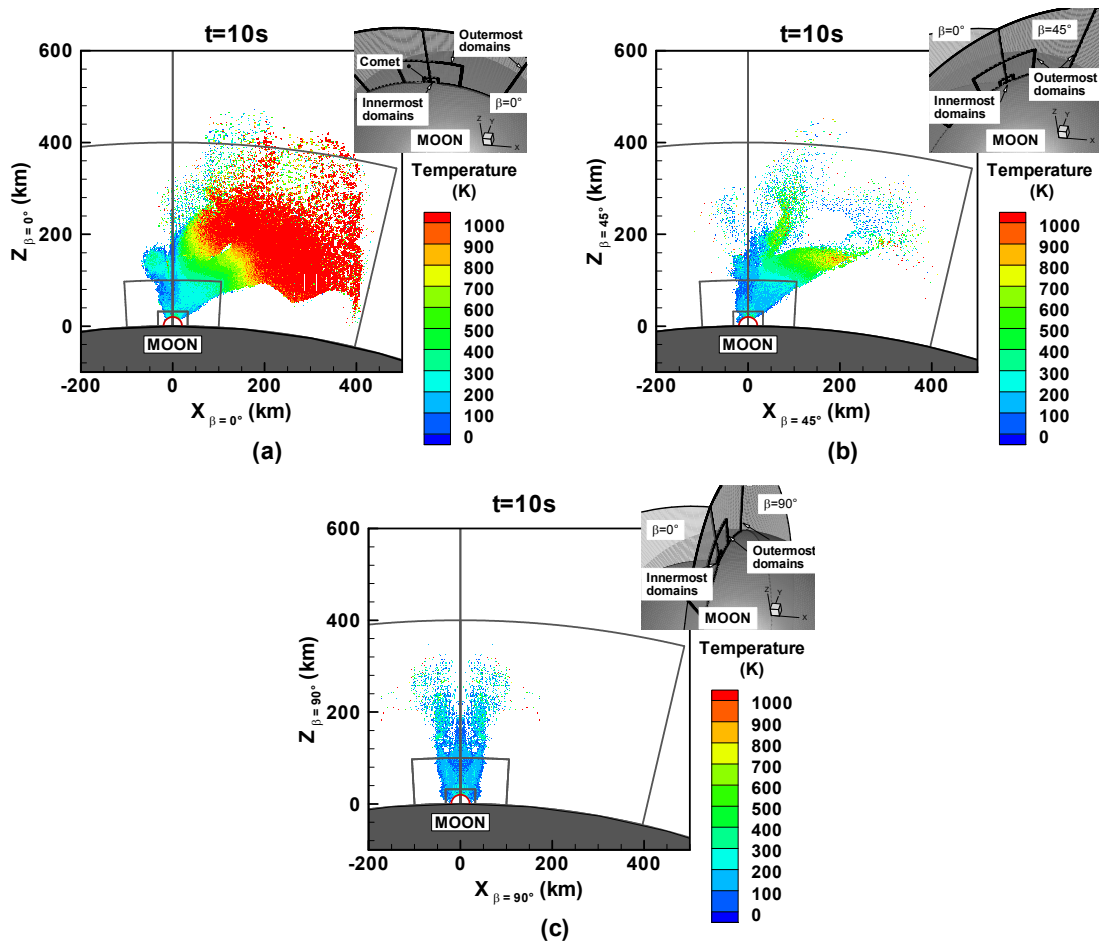 t=10s
Z β = 0° (km)
600
400
200
0
-200
0
200
400
X β = 0° (km)
MOON
Comet
Outermost
domains
Innermost
domains
β=0°
MOON
Z
Y
X
Temperature
(K)
1000
900
800
700
600
500
400
300
200
100
0
(a)
t=10s
Z β = 45° (km)
600
400
200
0
-200
0
200
400
X β = 45° (km)
MOON
β=0°
β=45°
Outermost
domains
Innermost
domains
MOON
Z
Y
X
Temperature
(K)
1000
900
800
700
600
500
400
300
200
100
0
(b)
t=10s
Z β = 90° (km)
600
400
200
0
-200
0
200
400
X β = 90° (km)
MOON
β=90°
β=0°
Outermost
domains
Innermost
domains
MOON
Z
Y
X
Temperature
(K)
1000
900
800
700
600
500
400
300
200
100
0
(c)